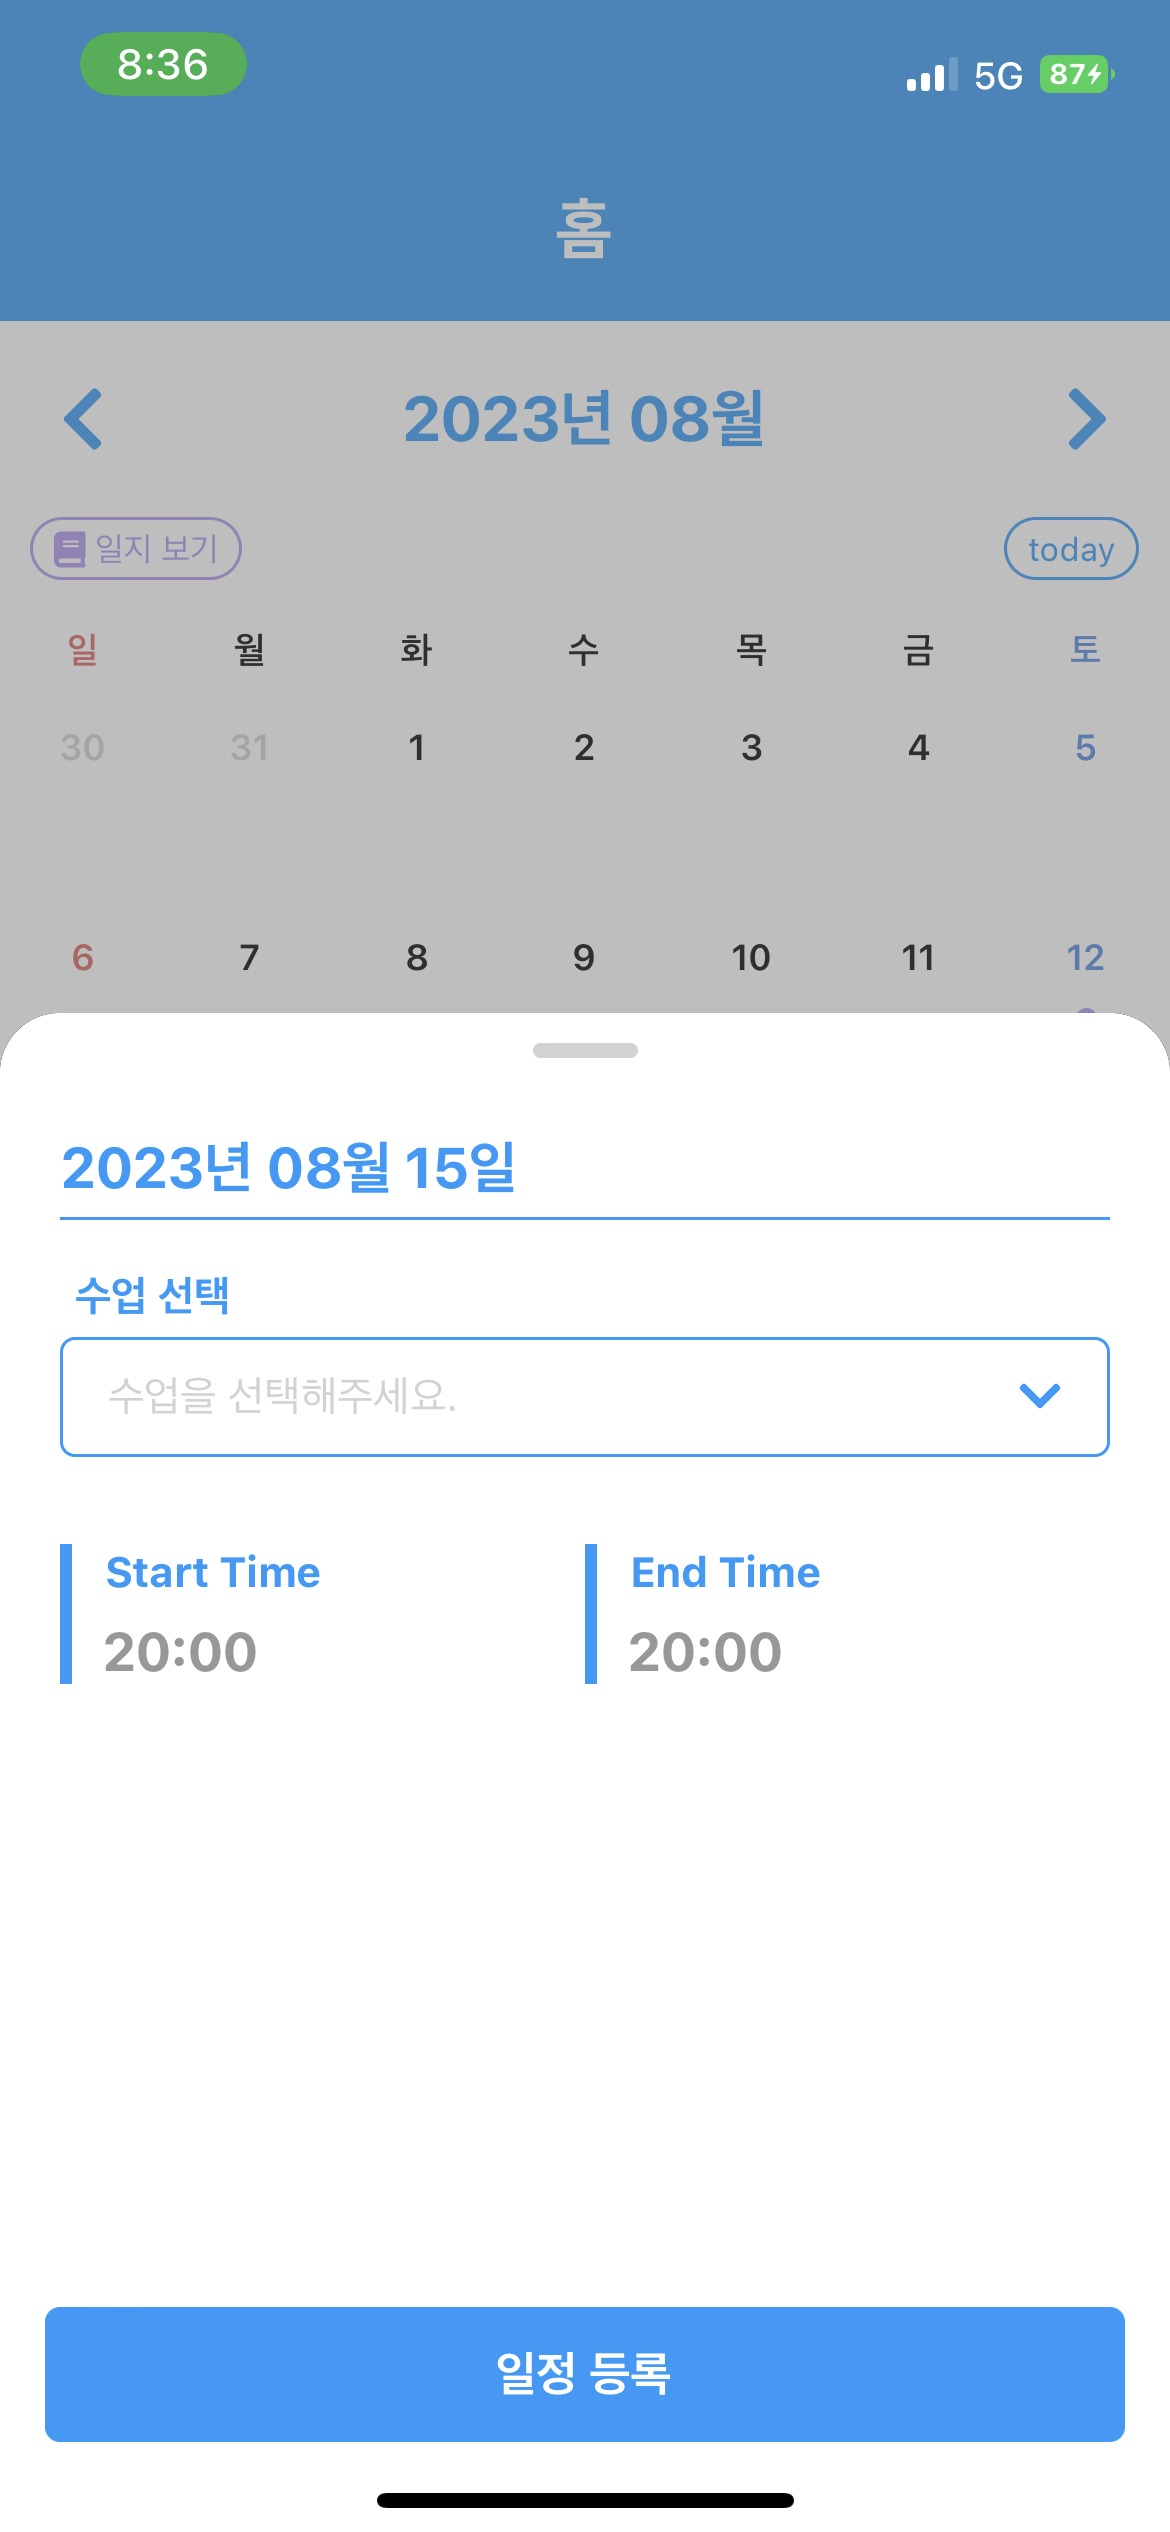 8:36 5G 87
홈
2023년 08월
일지 보기 today
일 월 화 수 목 금 토
30 31 1 2 3 4 5
6 7 8 9 10 11 12
2023년 08월 15일
수업 선택
수업을 선택해주세요.
Start Time End Time
20:00 20:00
일정 등록